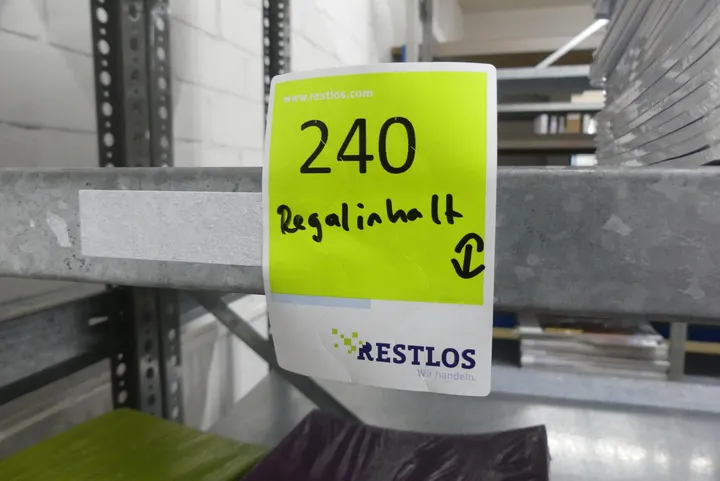 www.restlos.com
240
Regalinhalt
RESTLOS
Wir handeln.